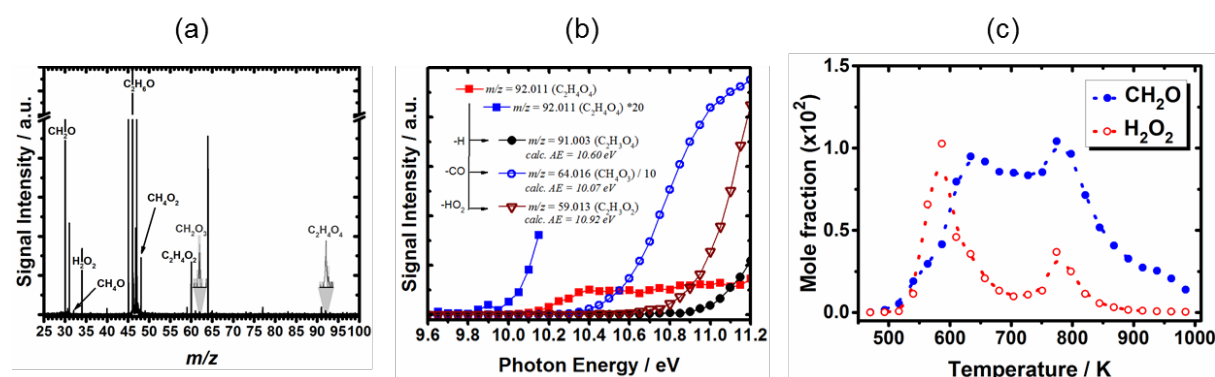 (a)
(b)
(c)
Signal Intensity / a.u.
C₂H₆O
CH₂O
CH₄O₂
H₂O₂
CH₄O
C₂H₄O₂
CH₂O₃
C₂H₄O₄
25 30 35 40 45 50 55 60 65 70 75 80 85 90 95 100
m/z
Signal Intensity / a.u.
m/z = 92.011 (C₂H₄O₄)
m/z = 92.011 (C₂H₄O₄) *20
-H
m/z = 91.003 (C₂H₃O₄)
calc. AE = 10.60 eV
-CO
m/z = 64.016 (CH₄O₃) / 10
calc. AE = 10.07 eV
-HO₂
m/z = 59.013 (C₂H₃O₂)
calc. AE = 10.92 eV
9.6 9.8 10.0 10.2 10.4 10.6 10.8 11.0 11.2
Photon Energy / eV
Mole fraction (x10²)
1.5
1.0
0.5
0.0
CH₂O
H₂O₂
500 600 700 800 900 1000
Temperature / K